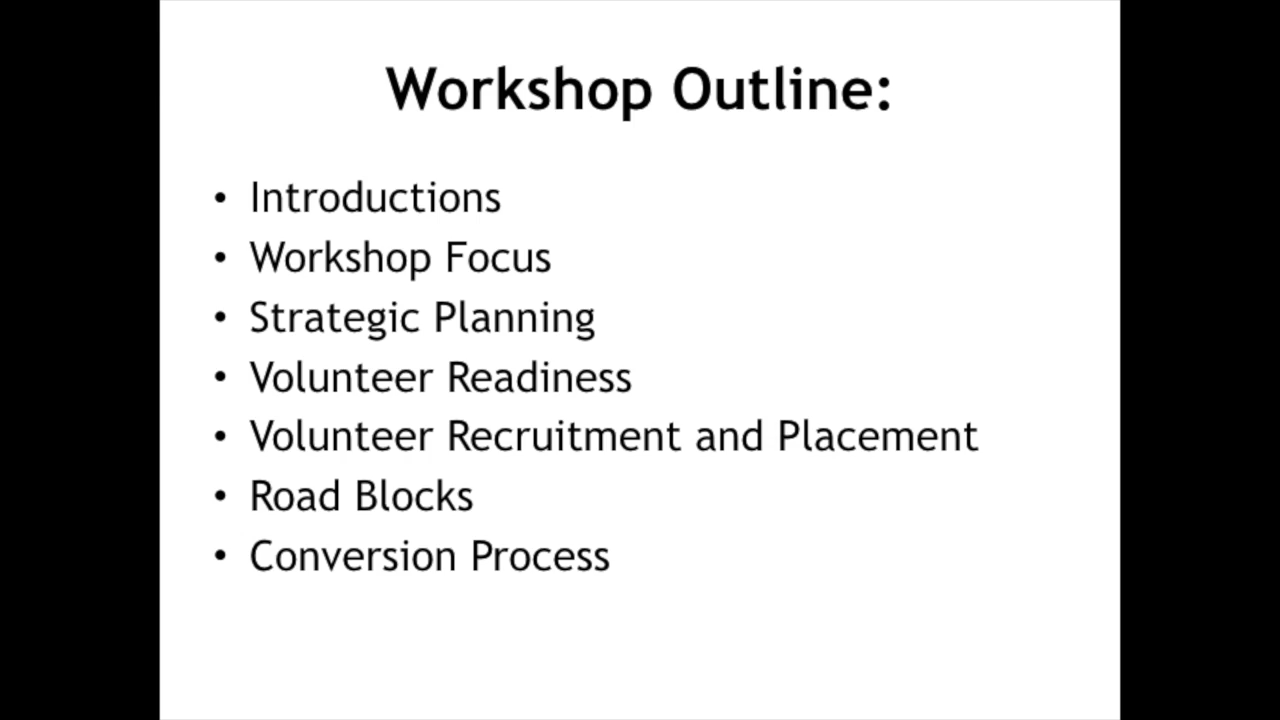 Workshop Outline:
• Introductions
• Workshop Focus
• Strategic Planning
• Volunteer Readiness
• Volunteer Recruitment and Placement
• Road Blocks
• Conversion Process